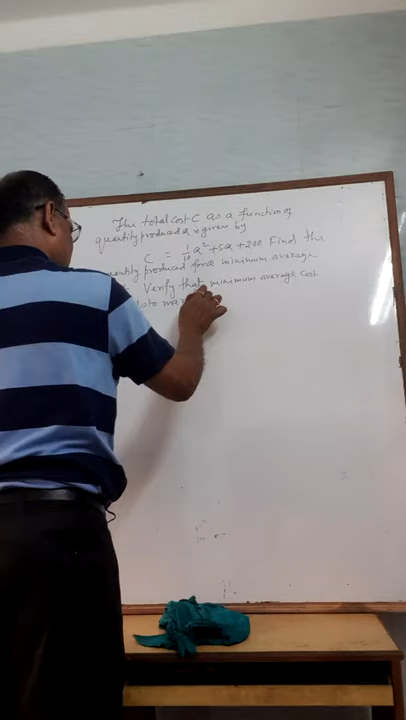 The total cost C as a function of
quantity produced Q is given by
C = 1/10 Q² + 5Q + 200 Find the
quantity produced for a minimum average
Verify that minimum average cost